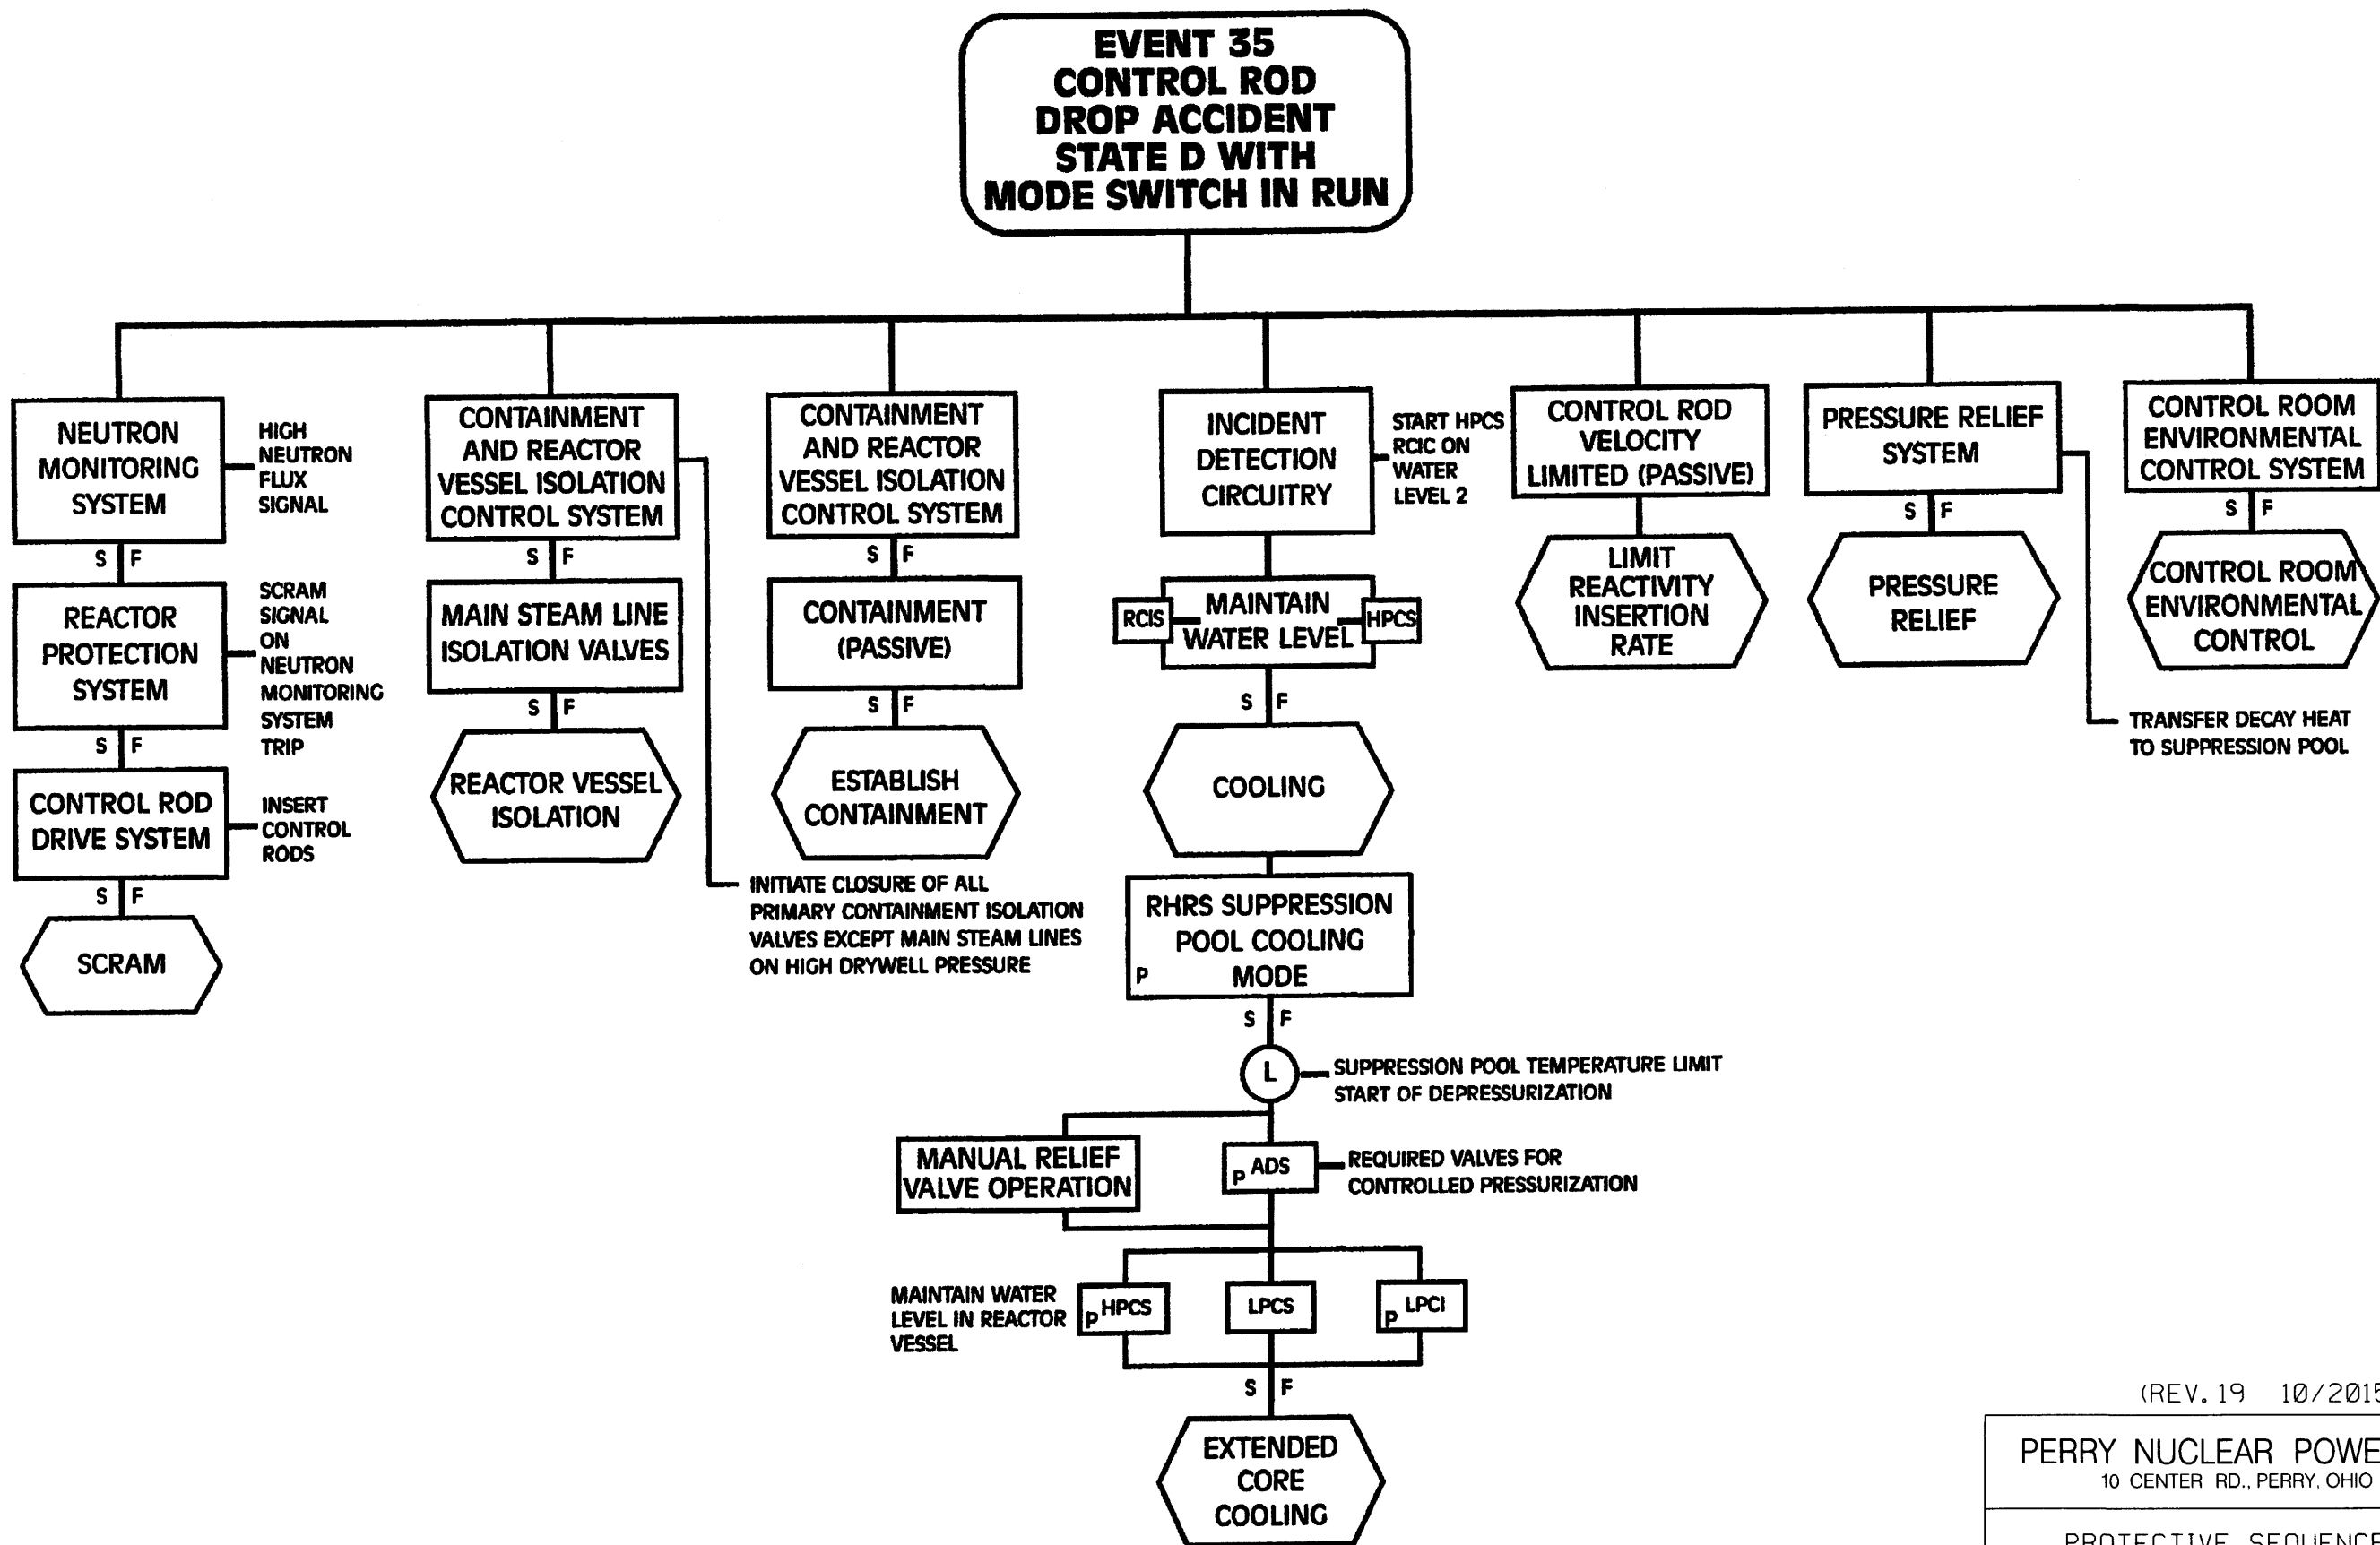 EVENT 35
CONTROL ROD
DROP ACCIDENT
STATE D WITH
MODE SWITCH IN RUN
NEUTRON
MONITORING
SYSTEM
HIGH
NEUTRON
FLUX
SIGNAL
S F
REACTOR
PROTECTION
SYSTEM
SCRAM
SIGNAL
ON
NEUTRON
MONITORING
SYSTEM
TRIP
S F
CONTROL ROD
DRIVE SYSTEM
INSERT
CONTROL
RODS
S F
SCRAM
CONTAINMENT
AND REACTOR
VESSEL ISOLATION
CONTROL SYSTEM
S F
MAIN STEAM LINE
ISOLATION VALVES
S F
REACTOR VESSEL
ISOLATION
INITIATE CLOSURE OF ALL
PRIMARY CONTAINMENT ISOLATION
VALVES EXCEPT MAIN STEAM LINES
ON HIGH DRYWELL PRESSURE
CONTAINMENT
AND REACTOR
VESSEL ISOLATION
CONTROL SYSTEM
S F
CONTAINMENT
(PASSIVE)
S F
ESTABLISH
CONTAINMENT
INCIDENT
DETECTION
CIRCUITRY
START HPCS
RCIC ON
WATER
LEVEL 2
RCIS
MAINTAIN
WATER LEVEL
HPCS
S F
COOLING
RHRS SUPPRESSION
POOL COOLING
P MODE
S F
L
SUPPRESSION POOL TEMPERATURE LIMIT
START OF DEPRESSURIZATION
MANUAL RELIEF
VALVE OPERATION
P ADS
REQUIRED VALVES FOR
CONTROLLED PRESSURIZATION
MAINTAIN WATER
LEVEL IN REACTOR
VESSEL
P HPCS
LPCS
P LPCI
S F
EXTENDED
CORE
COOLING
CONTROL ROD
VELOCITY
LIMITED (PASSIVE)
LIMIT
REACTIVITY
INSERTION
RATE
PRESSURE RELIEF
SYSTEM
S F
PRESSURE
RELIEF
TRANSFER DECAY HEAT
TO SUPPRESSION POOL
CONTROL ROOM
ENVIRONMENTAL
CONTROL SYSTEM
S F
CONTROL ROOM
ENVIRONMENTAL
CONTROL
(REV. 19 10/2015
PERRY NUCLEAR POWE
10 CENTER RD., PERRY, OHIO
PROTECTIVE SEQUENCE